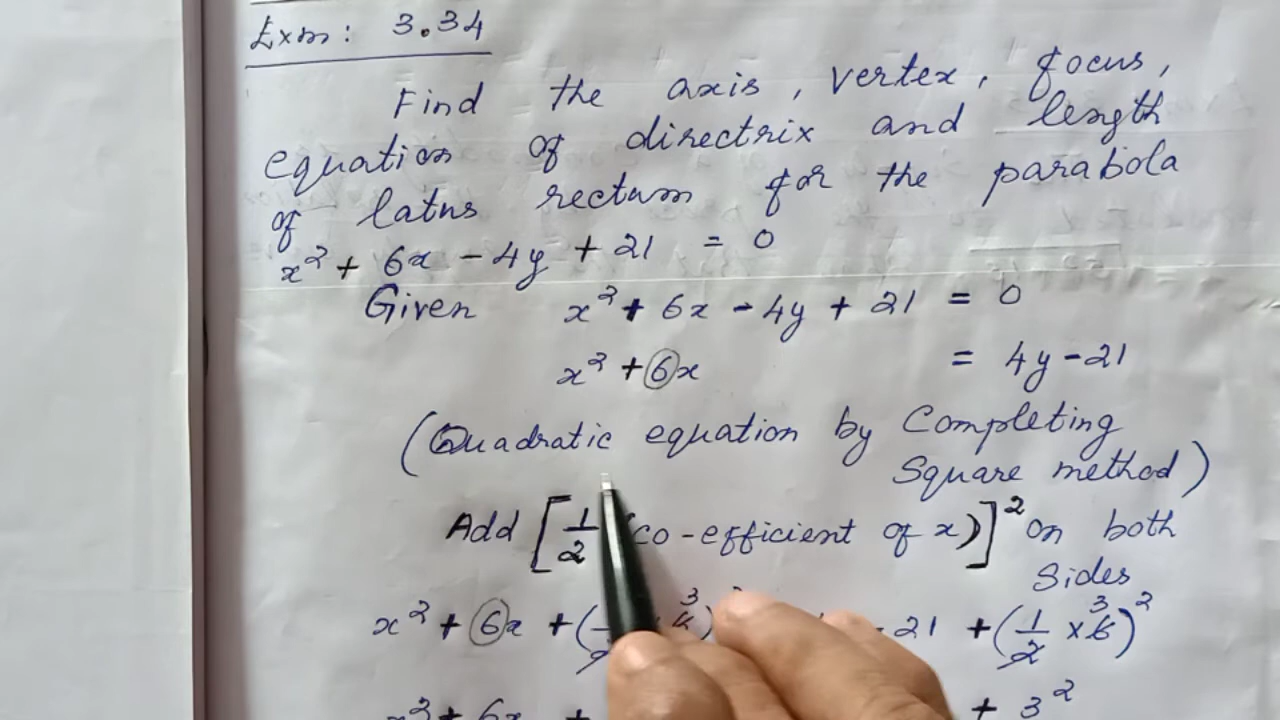 Exm: 3.34
Find the axis, vertex, focus,
equation of directrix and length
of latus rectum for the parabola
x² + 6x - 4y + 21 = 0
Given x² + 6x - 4y + 21 = 0
x² + 6x = 4y - 21
(Quadratic equation by Completing
Square method)
Add [1/2 (co-efficient of x)]² on both
Sides
x² + 6x + ( - 21 + (1/2 × 6 3)²
x² + 6x + + 3²